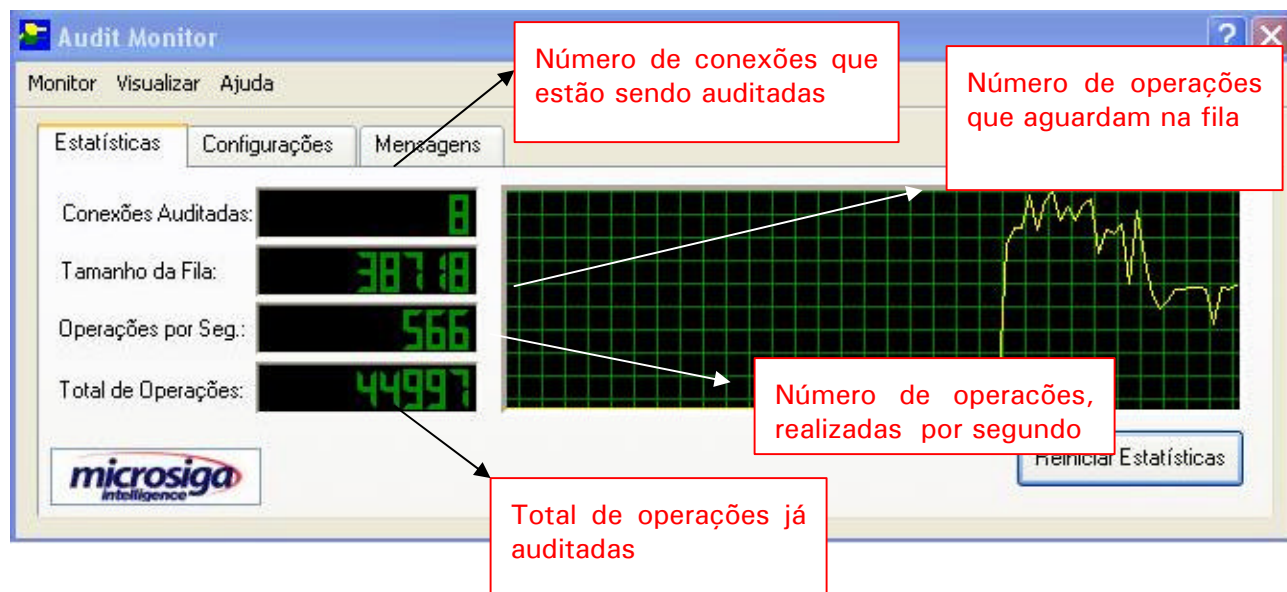 Audit Monitor
Monitor Visualizar Ajuda
Número de conexões que
estão sendo auditadas
Número de operações
que aguardam na fila
Estatísticas Configurações Mensagens
Conexões Auditadas: 8
Tamanho da Fila: 38718
Operações por Seg.: 566
Total de Operações: 44997
Número de operacões,
realizadas por segundo
microsiga
intelligence
Reiniciar Estatísticas
Total de operações já
auditadas